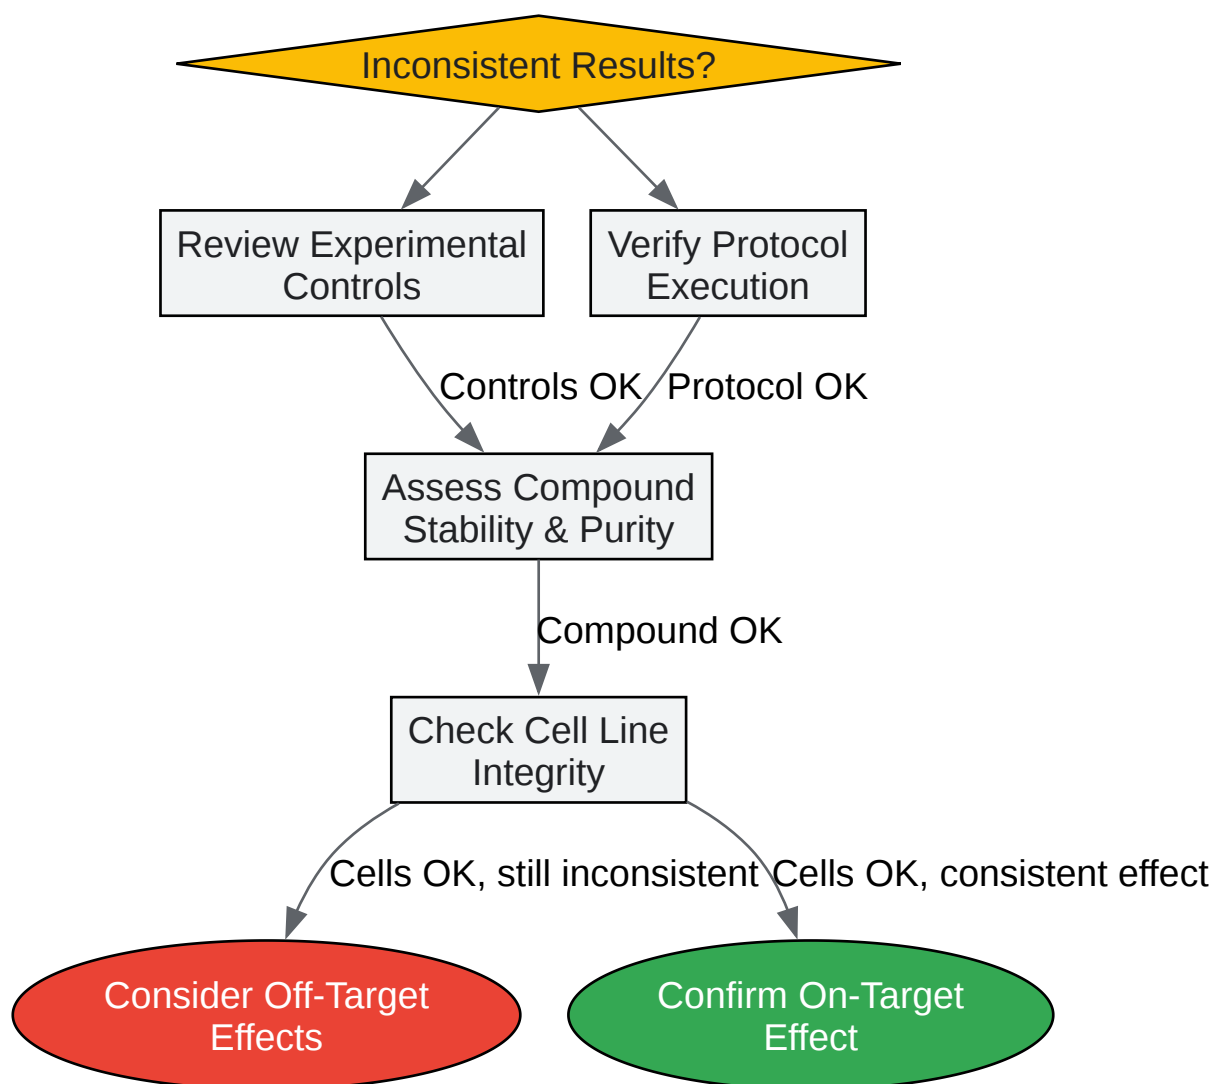 Inconsistent Results?
Review Experimental
Controls
Verify Protocol
Execution
Controls OK
Protocol OK
Assess Compound
Stability & Purity
Compound OK
Check Cell Line
Integrity
Cells OK, still inconsistent
Cells OK, consistent effect
Consider Off-Target
Effects
Confirm On-Target
Effect